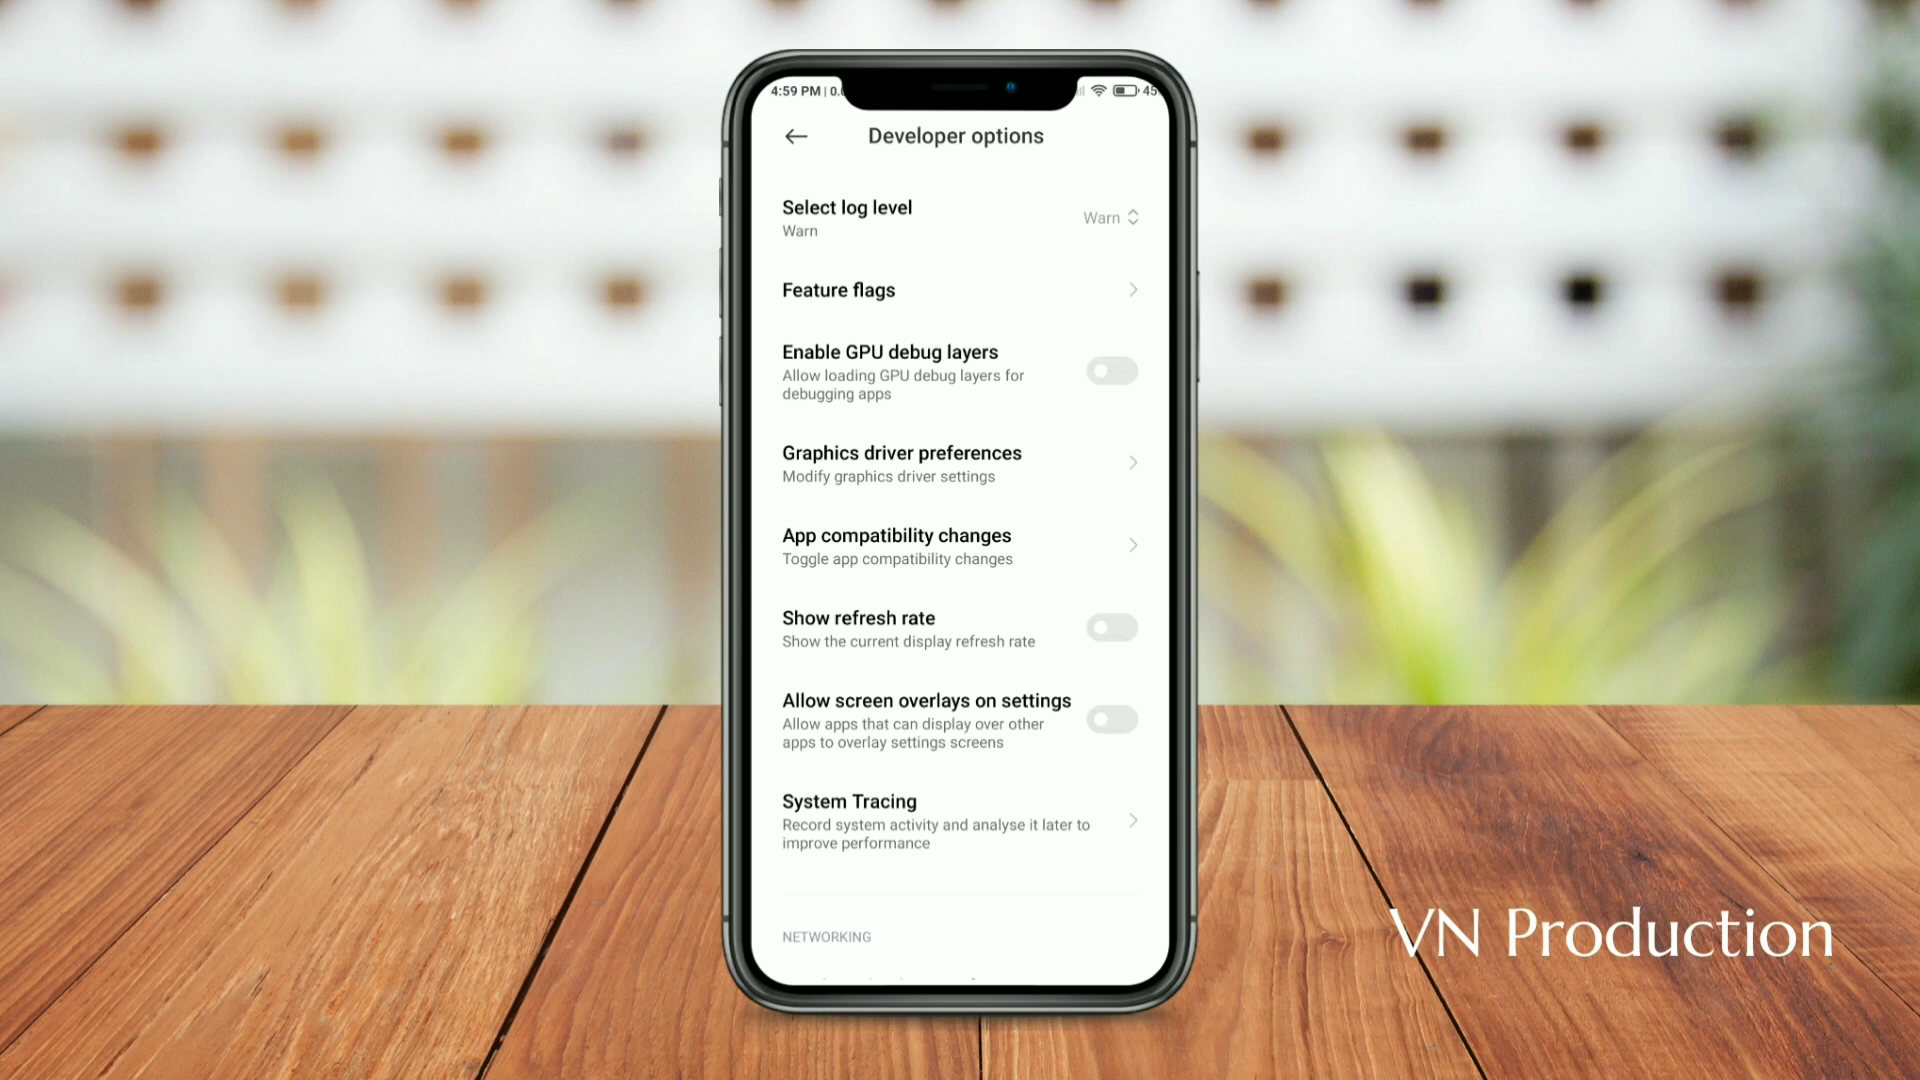 4:59 PM | 0.
45
Developer options
Select log level
Warn
Warn
Feature flags
Enable GPU debug layers
Allow loading GPU debug layers for
debugging apps
Graphics driver preferences
Modify graphics driver settings
App compatibility changes
Toggle app compatibility changes
Show refresh rate
Show the current display refresh rate
Allow screen overlays on settings
Allow apps that can display over other
apps to overlay settings screens
System Tracing
Record system activity and analyse it later to
improve performance
NETWORKING
VN Production